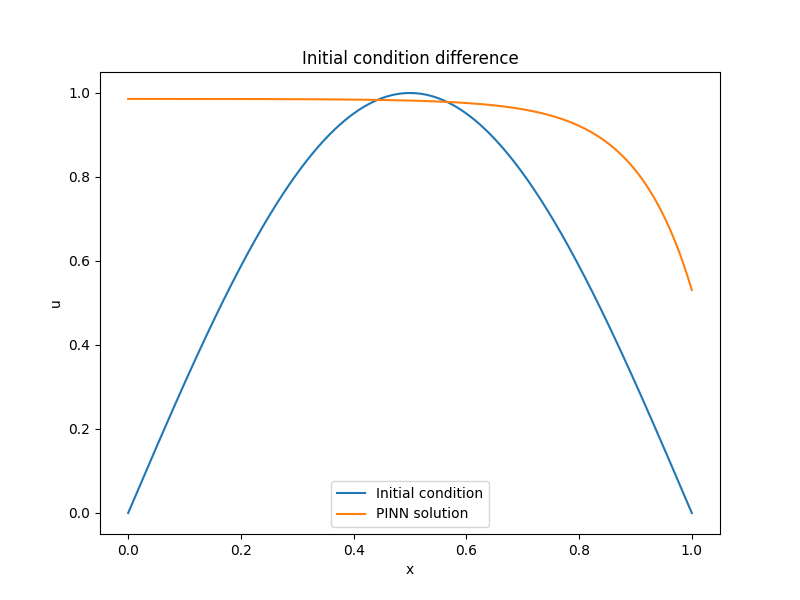 Initial condition difference
1.0
0.8
0.6
0.4
0.2
0.0
u
Initial condition
PINN solution
0.0 0.2 0.4 0.6 0.8 1.0
x